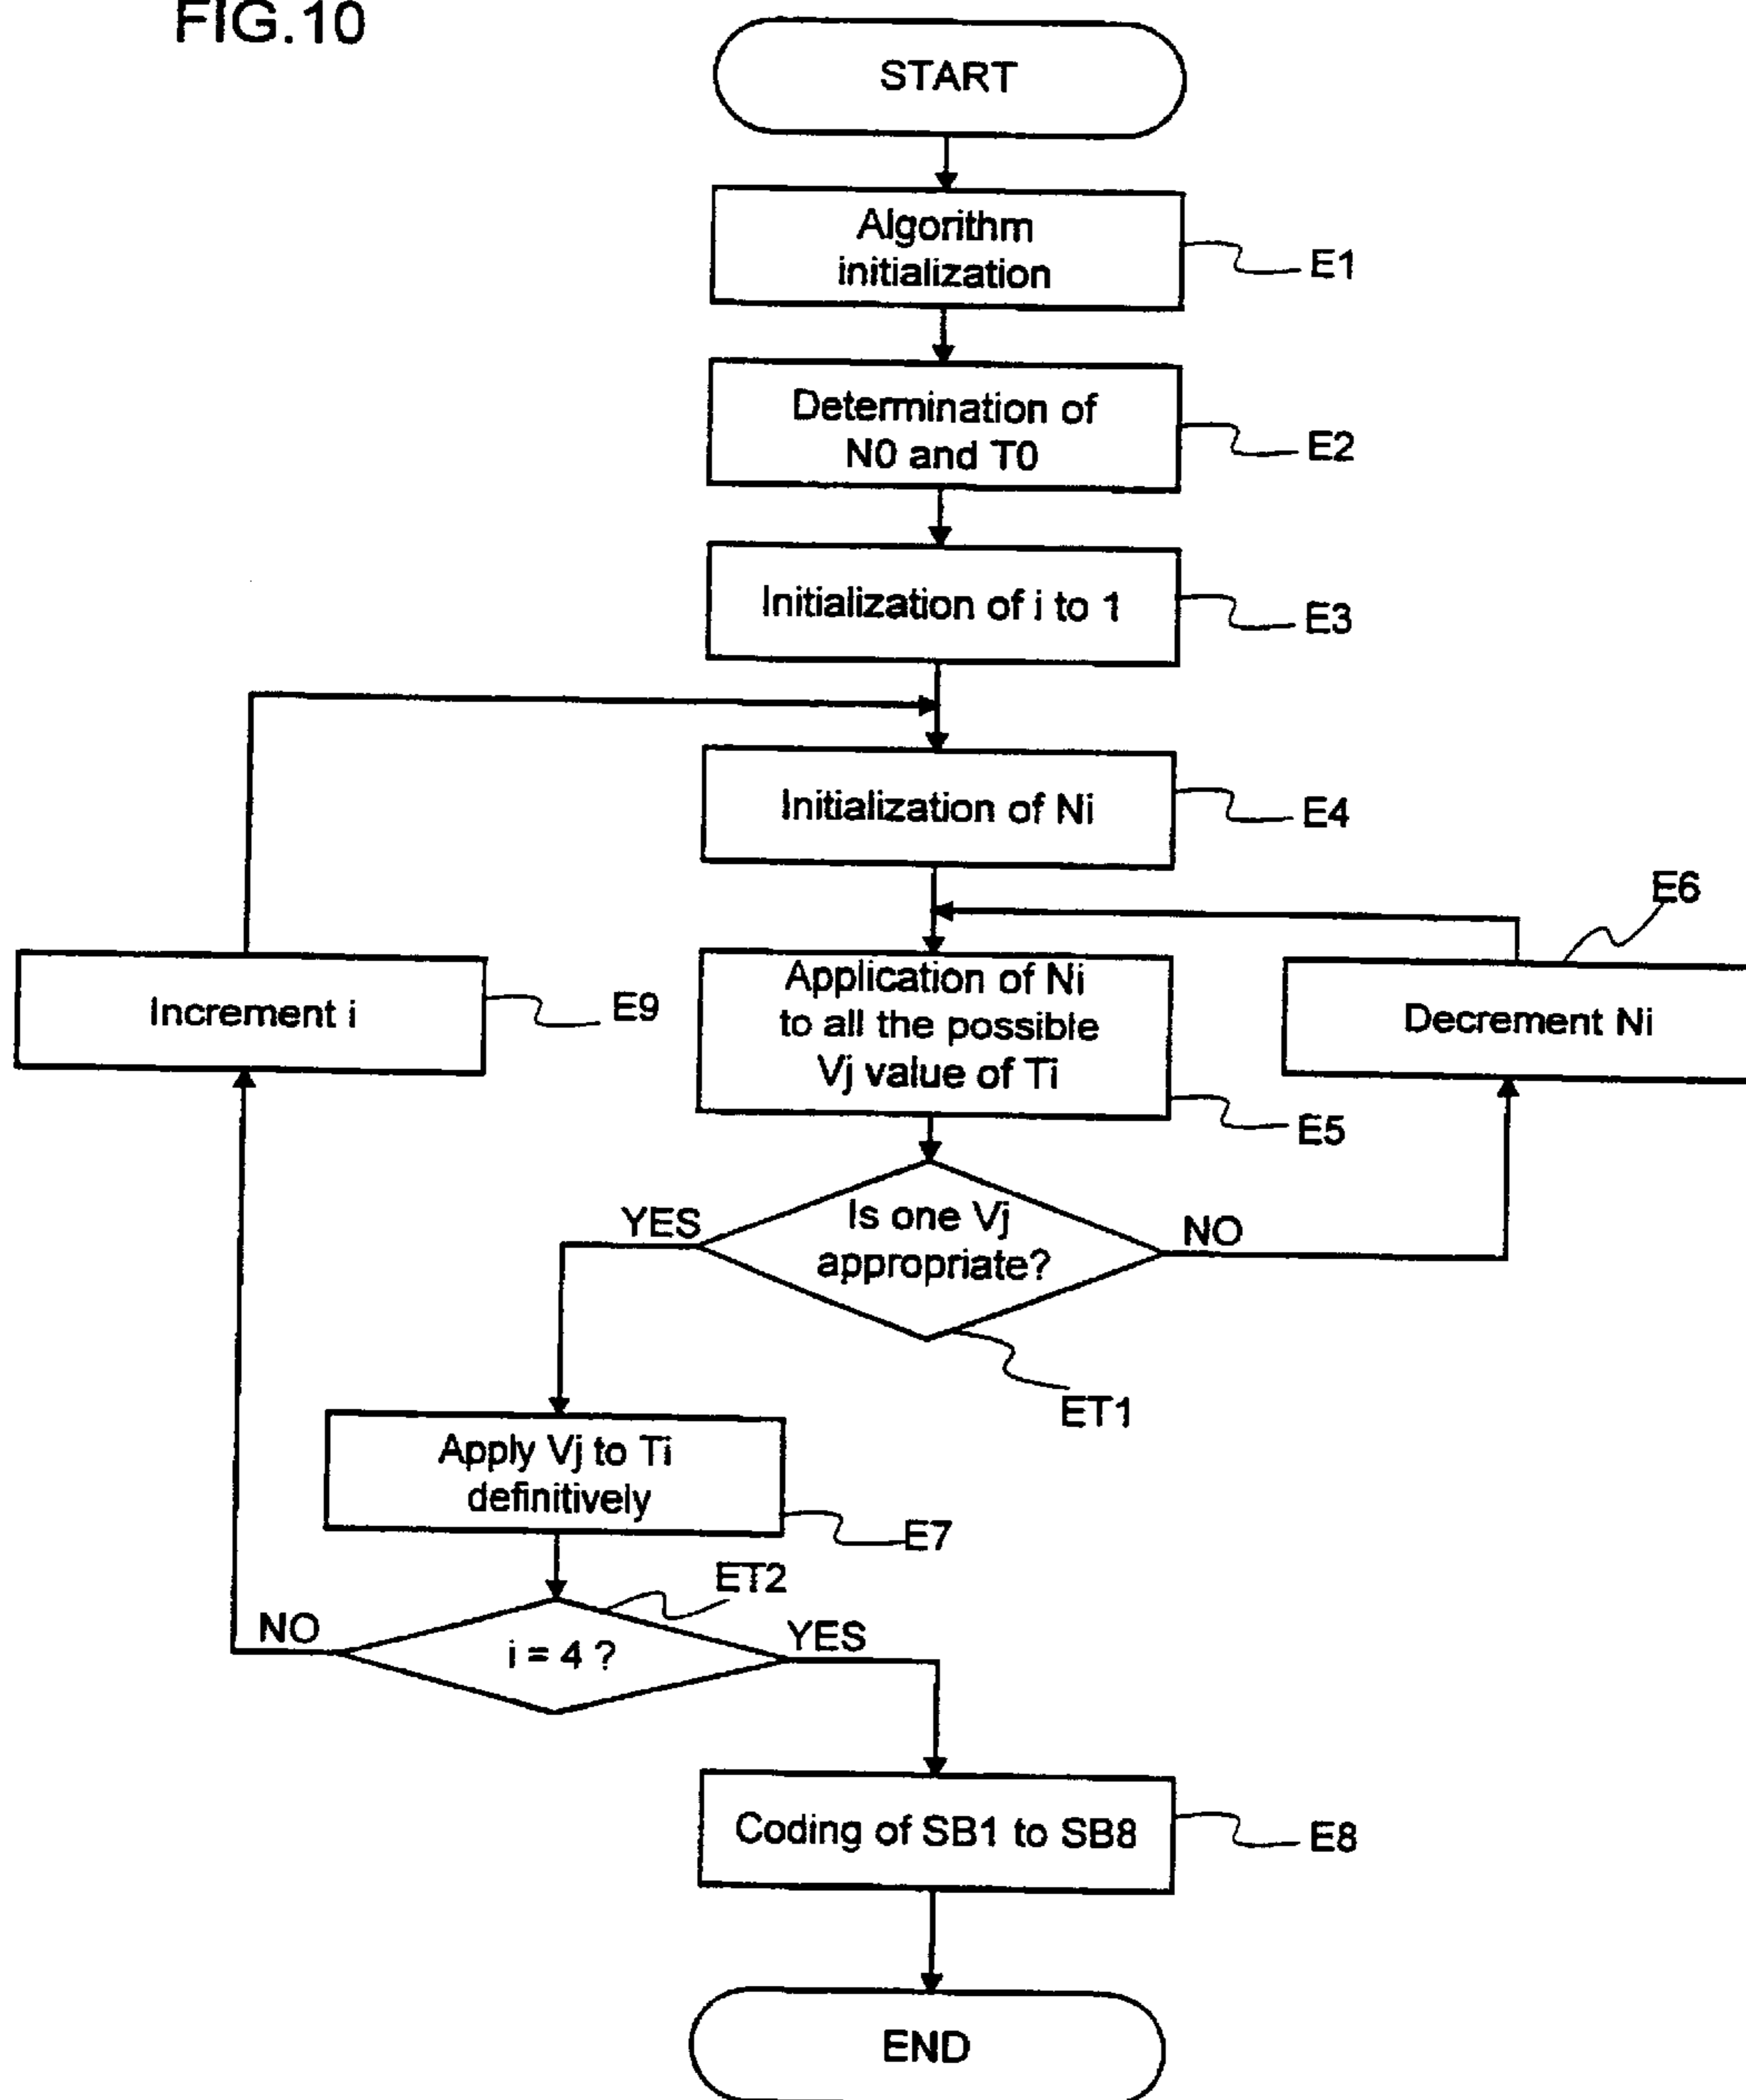 FIG.10
START
Algorithm
initialization
E1
Determination of
N0 and T0
E2
Initialization of i to 1
E3
Initialization of Ni
E4
E6
Increment i
E9
Application of Ni
to all the possible
Vj value of Ti
E5
Decrement Ni
Is one Vj
appropriate?
YES
NO
ET1
Apply Vj to Ti
definitively
E7
ET2
NO
i = 4 ?
YES
Coding of SB1 to SB8
E8
END